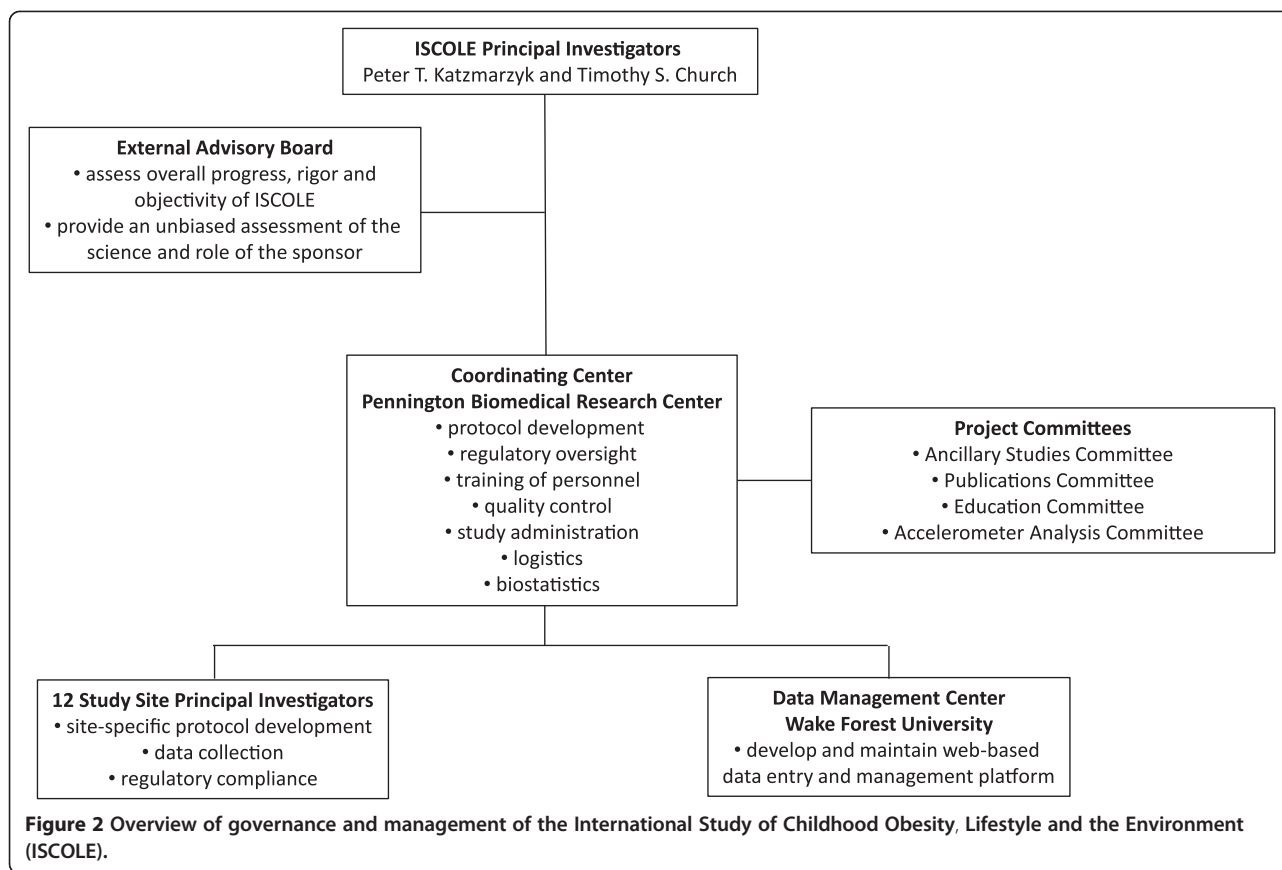 ISCOLE Principal Investigators
Peter T. Katzmarzyk and Timothy S. Church
External Advisory Board
• assess overall progress, rigor and
objectivity of ISCOLE
• provide an unbiased assessment of the
science and role of the sponsor
Coordinating Center
Pennington Biomedical Research Center
• protocol development
• regulatory oversight
• training of personnel
• quality control
• study administration
• logistics
• biostatistics
Project Committees
• Ancillary Studies Committee
• Publications Committee
• Education Committee
• Accelerometer Analysis Committee
12 Study Site Principal Investigators
• site-specific protocol development
• data collection
• regulatory compliance
Data Management Center
Wake Forest University
• develop and maintain web-based
data entry and management platform
Figure 2 Overview of governance and management of the International Study of Childhood Obesity, Lifestyle and the Environment
(ISCOLE).